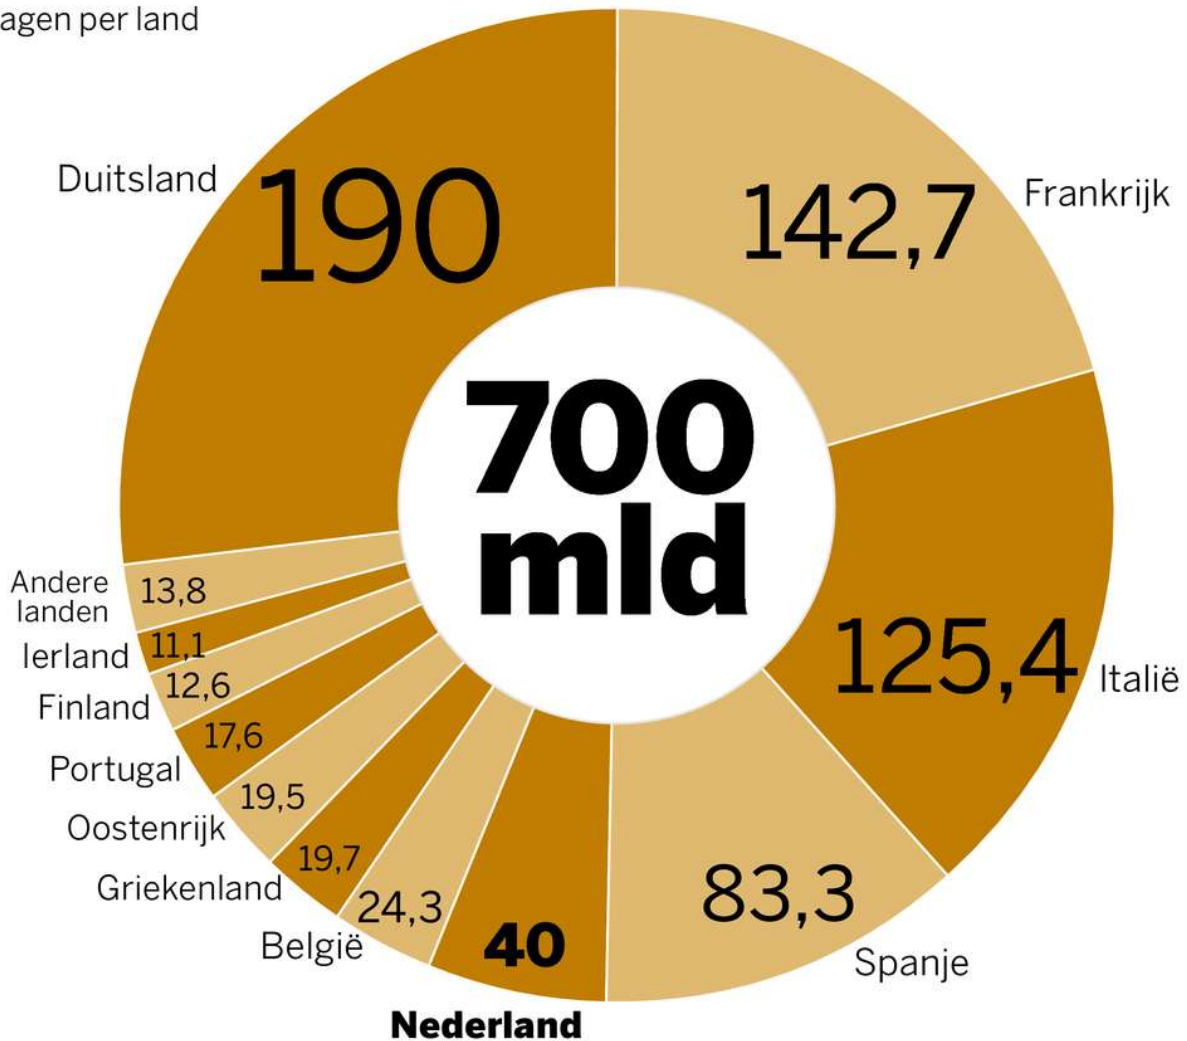 agen per land
Duitsland
190
142,7
Frankrijk
700
mld
125,4
Italië
Andere
landen
13,8
Ierland
11,1
Finland
12,6
Portugal
17,6
Oostenrijk
19,5
Griekenland
19,7
België
24,3
40
Nederland
83,3
Spanje